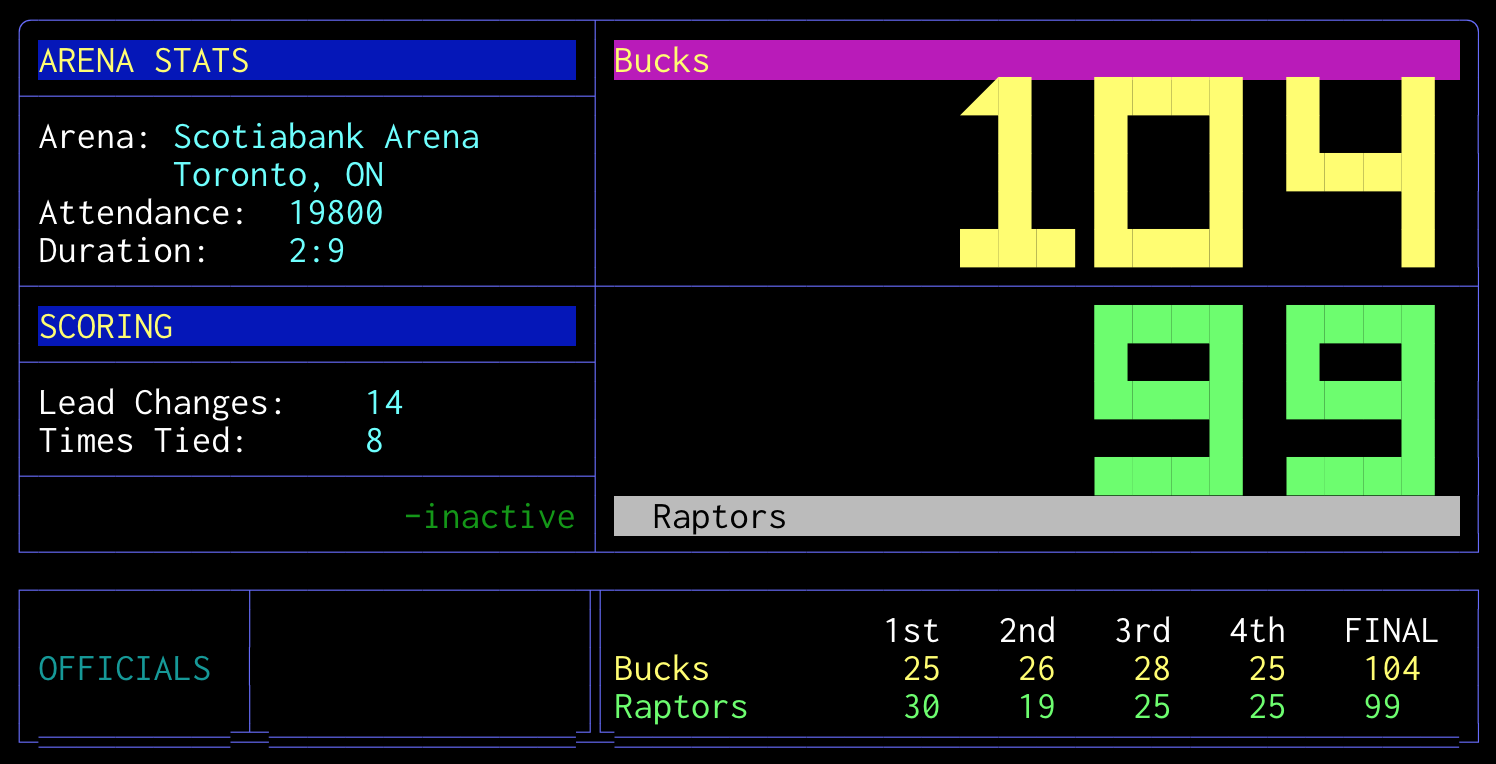 ARENA STATS
Arena: Scotiabank Arena
Toronto, ON
Attendance: 19800
Duration: 2:9
SCORING
Lead Changes: 14
Times Tied: 8
-inactive
Bucks
104
99
Raptors
OFFICIALS
1st 2nd 3rd 4th FINAL
Bucks 25 26 28 25 104
Raptors 30 19 25 25 99